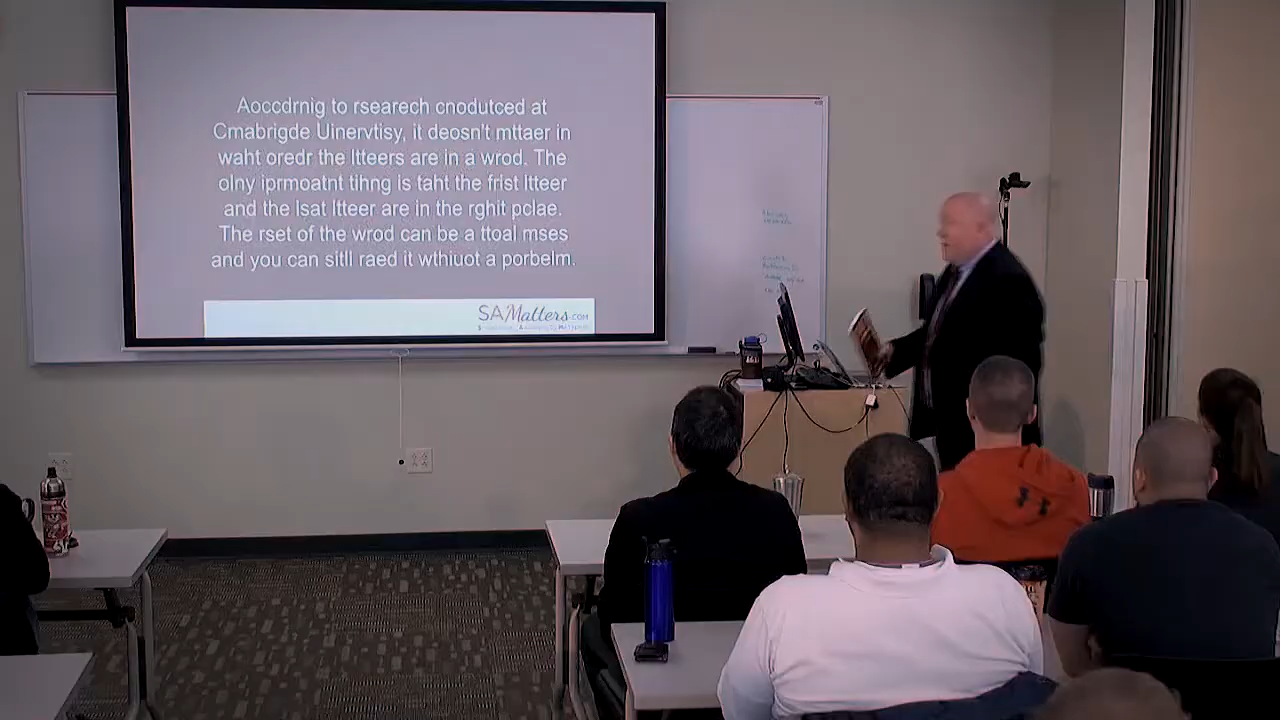 Aoccdrnig to rsearech cnodutced at
Cmabrigde Uinervtisy, it deosn't mttaer in
waht oredr the ltteers are in a wrod. The
olny iprmoatnt tihng is taht the frist ltteer
and the lsat ltteer are in the rghit pclae.
The rset of the wrod can be a ttoal mses
and you can sitll raed it wthiuot a porbelm.
SAMatters.COM